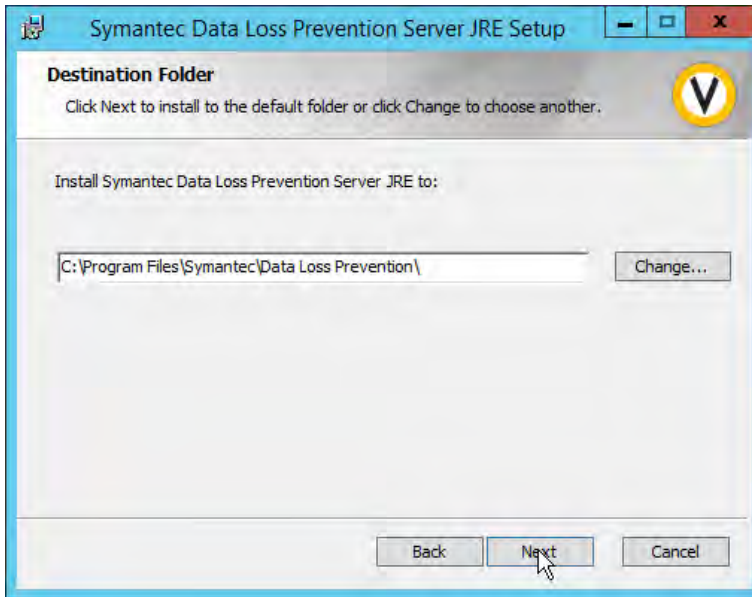 Symantec Data Loss Prevention Server JRE Setup
Destination Folder
Click Next to install to the default folder or click Change to choose another.
Install Symantec Data Loss Prevention Server JRE to:
C:\Program Files\Symantec\Data Loss Prevention\
Change...
Back
Next
Cancel